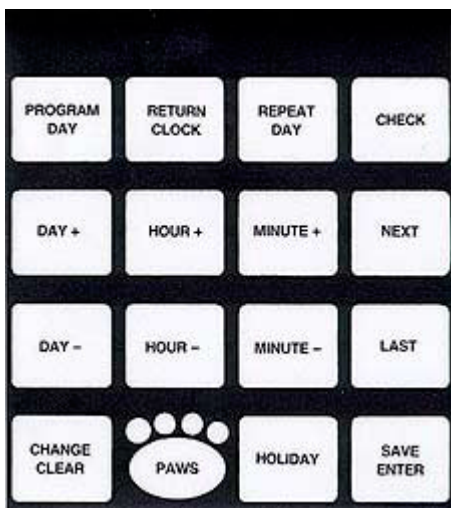 PROGRAM DAY
RETURN CLOCK
REPEAT DAY
CHECK
DAY +
HOUR +
MINUTE +
NEXT
DAY –
HOUR –
MINUTE –
LAST
CHANGE CLEAR
PAWS
HOLIDAY
SAVE ENTER